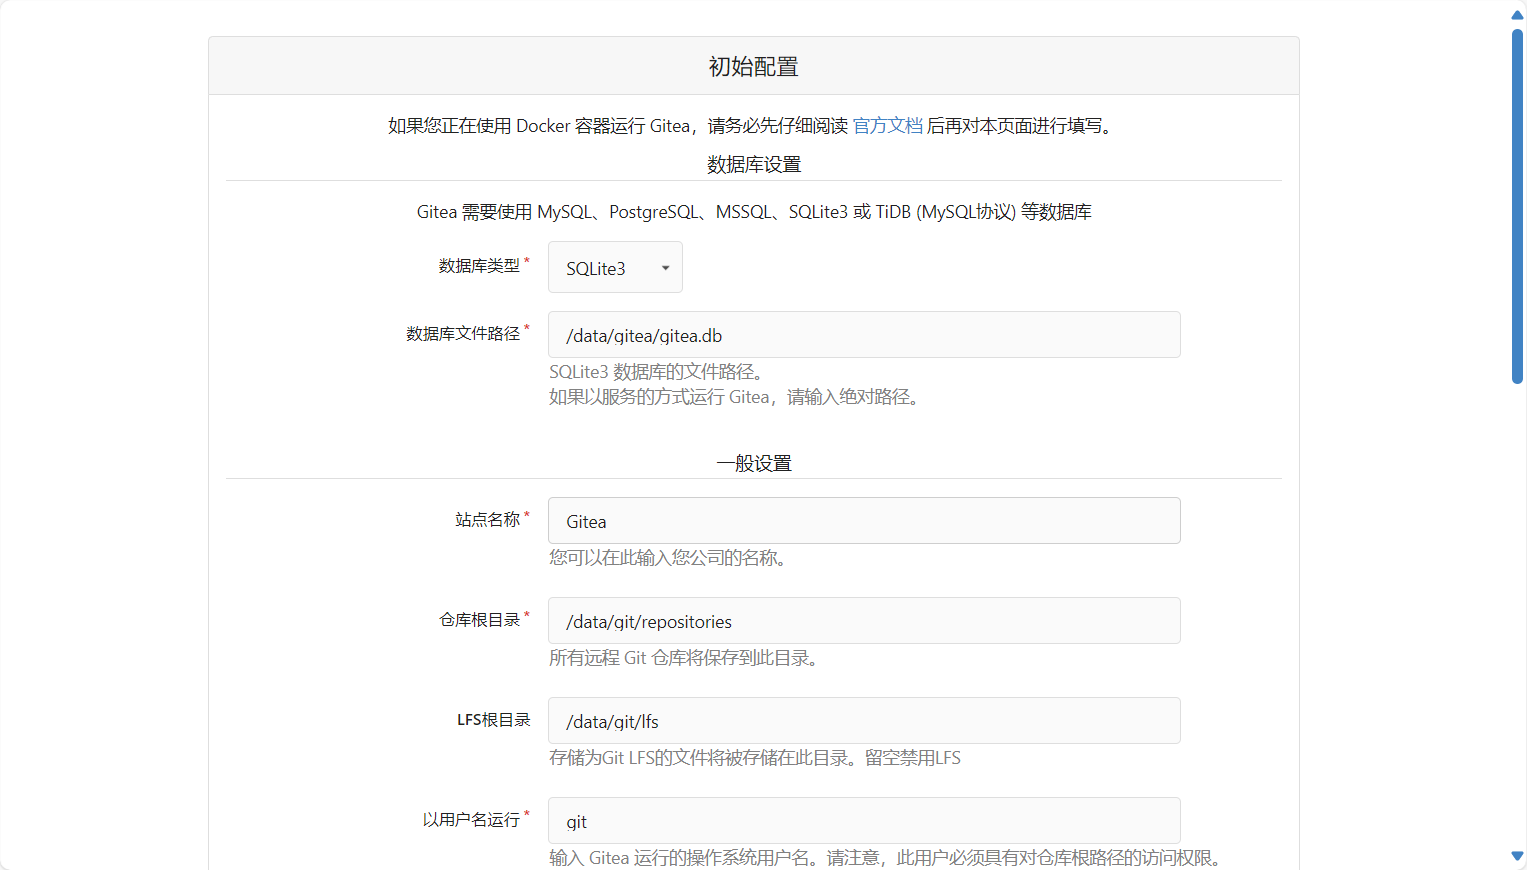 初始配置
如果您正在使用 Docker 容器运行 Gitea，请务必先仔细阅读 官方文档 后再对本页面进行填写。
数据库设置
Gitea 需要使用 MySQL、PostgreSQL、MSSQL、SQLite3 或 TiDB (MySQL协议) 等数据库
数据库类型 *
SQLite3
数据库文件路径 *
/data/gitea/gitea.db
SQLite3 数据库的文件路径。
如果以服务的方式运行 Gitea，请输入绝对路径。
一般设置
站点名称 *
Gitea
您可以在此输入您公司的名称。
仓库根目录 *
/data/git/repositories
所有远程 Git 仓库将保存到此目录。
LFS根目录
/data/git/lfs
存储为Git LFS的文件将被存储在此目录。留空禁用LFS
以用户名运行 *
git
输入 Gitea 运行的操作系统用户名。请注意，此用户必须具有对仓库根路径的访问权限。